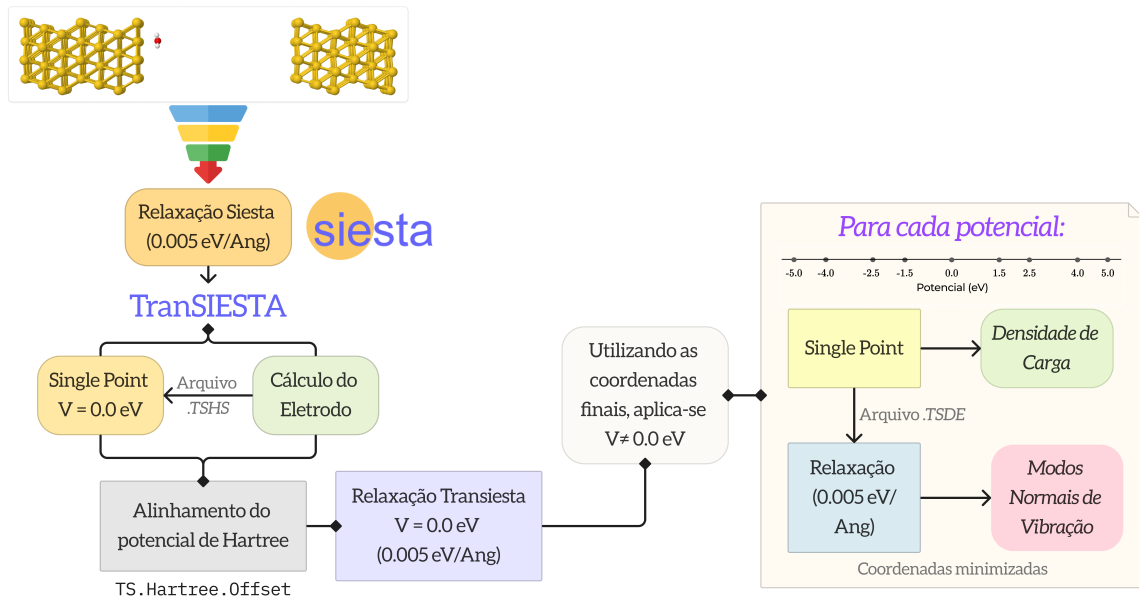 Relaxação Siesta
(0.005 eV/Ang)
siesta
TranSIESTA
Single Point
V = 0.0 eV
Arquivo
.TSHS
Cálculo do
Eletrodo
Alinhamento do
potencial de Hartree
TS.Hartree.Offset
Relaxação Transiesta
V = 0.0 eV
(0.005 eV/Ang)
Utilizando as
coordenadas
finais, aplica-se
V≠ 0.0 eV
Para cada potencial:
-5.0 -4.0 -2.5 -1.5 0.0 1.5 2.5 4.0 5.0
Potencial (eV)
Single Point
Densidade de
Carga
Arquivo .TSDE
Relaxação
(0.005 eV/
Ang)
Modos
Normais de
Vibração
Coordenadas minimizadas